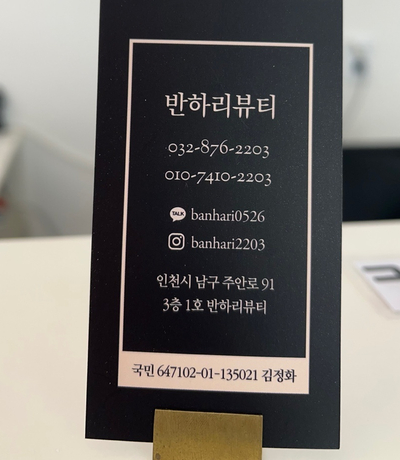 반하리뷰티
032-876-2203
010-7410-2203
TALK banhari0526
banhari2203
인천시 남구 주안로 91
3층 1호 반하리뷰티
국민 647102-01-135021 김정화